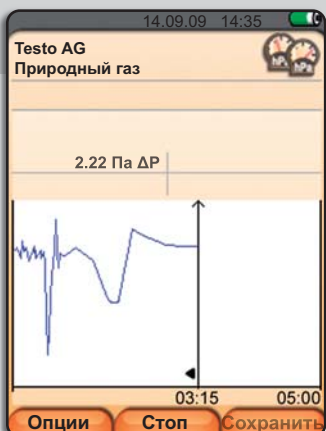 14.09.09 14:35
Testo AG
Природный газ
hPa hPa
2.22 Па ΔP
03:15 05:00
Опции Стоп Сохранить